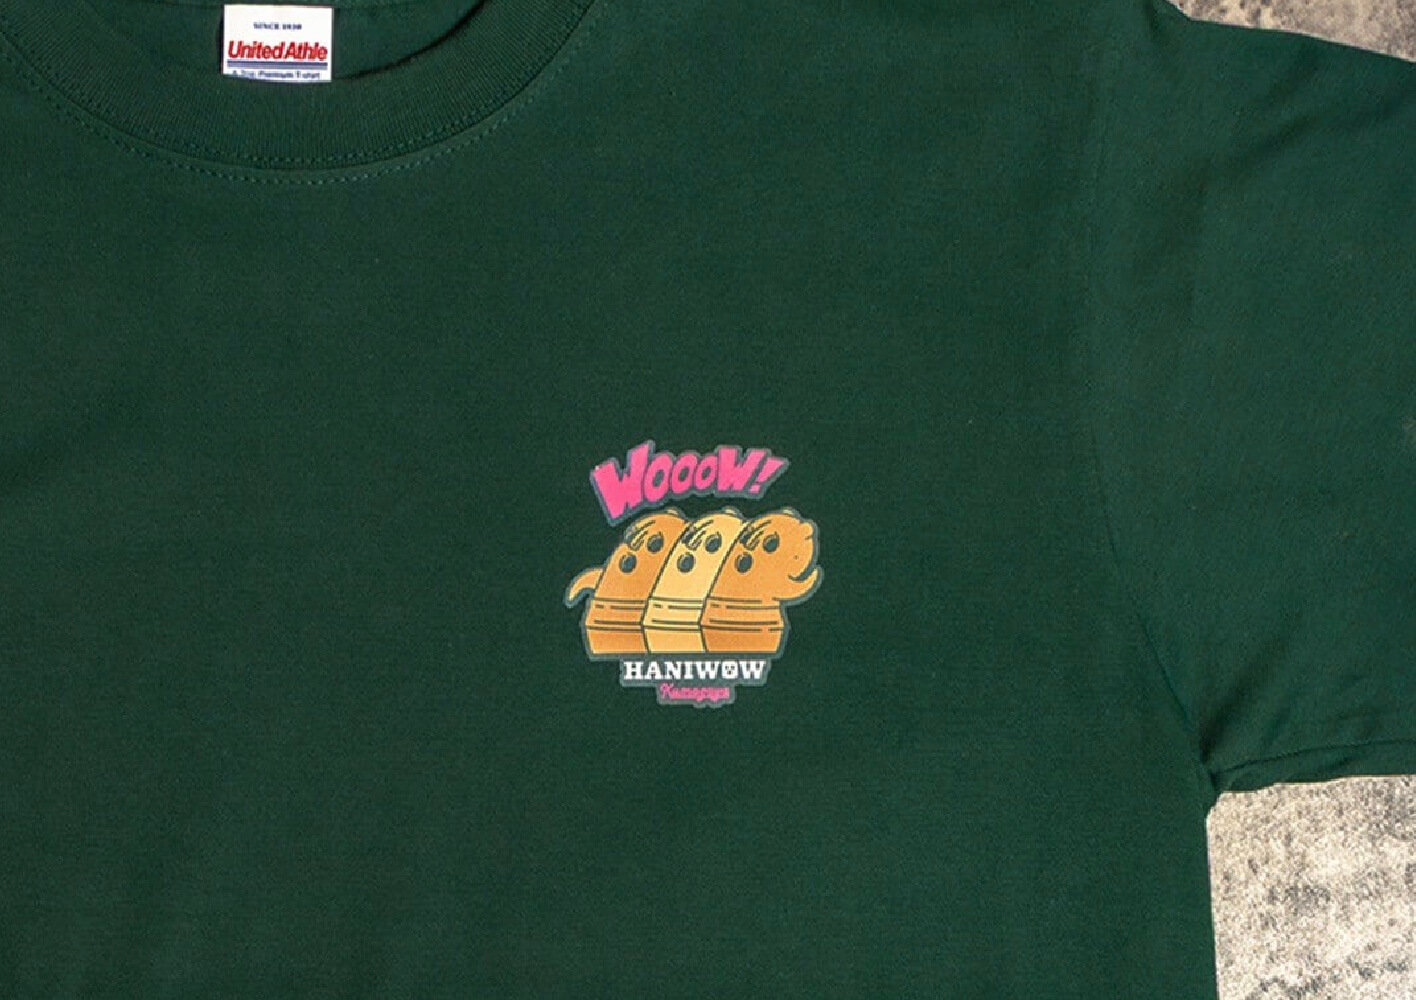 SINCE 1930
United Athle
WOOOW!
HANIWOW